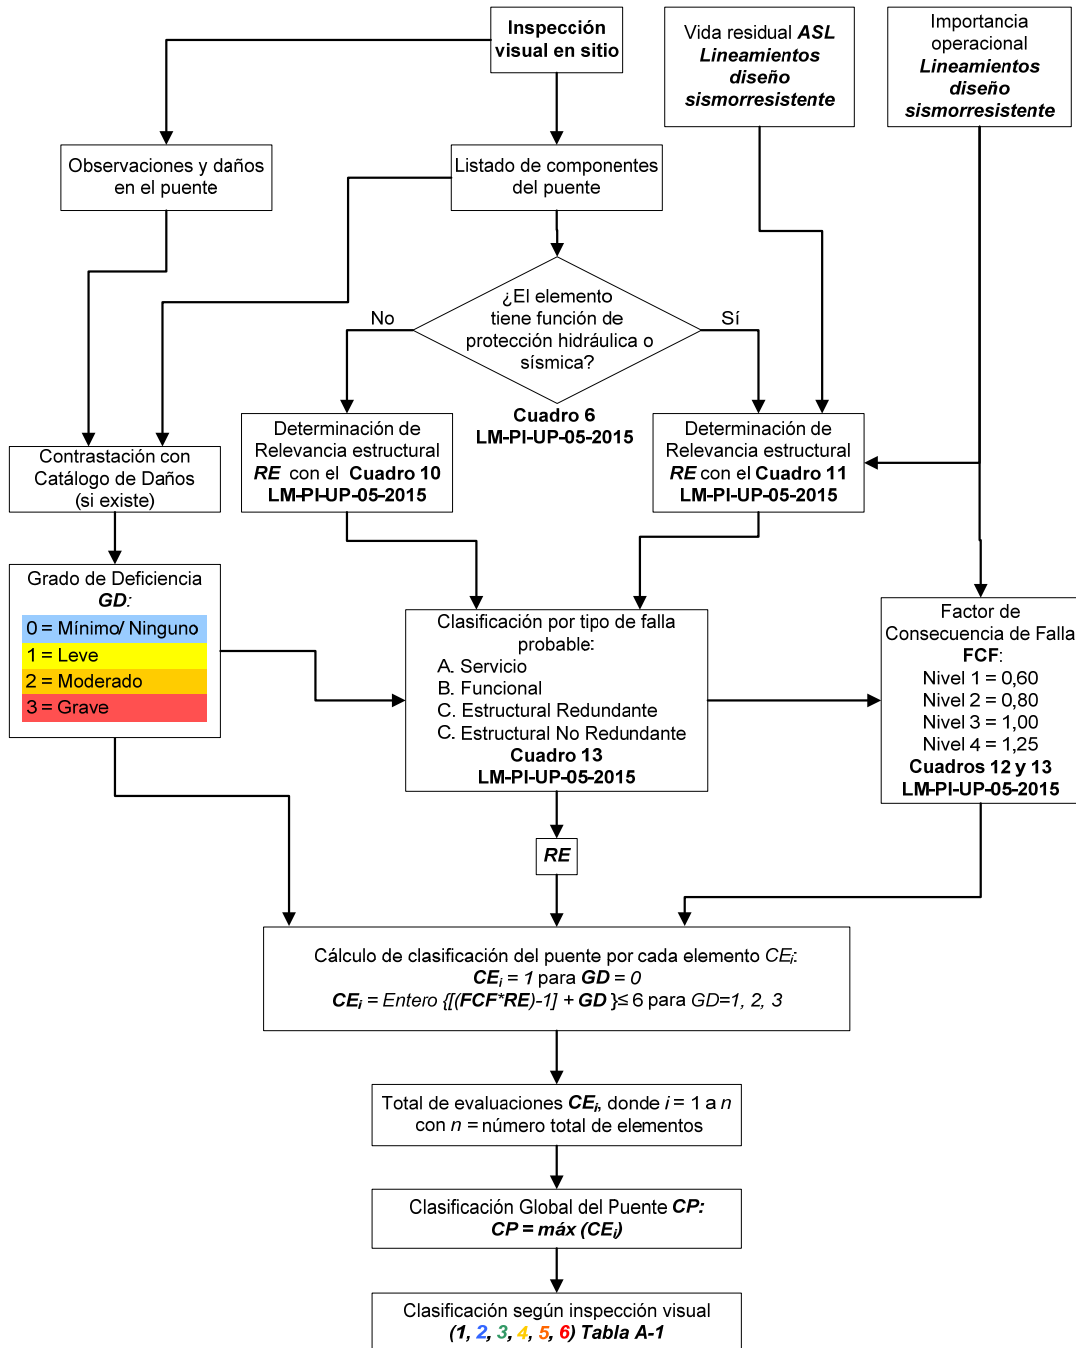 Inspección
visual en sitio
Vida residual ASL
Lineamientos
diseño
sismorresistente
Importancia
operacional
Lineamientos
diseño
sismorresistente
Observaciones y daños
en el puente
Listado de componentes
del puente
¿El elemento
tiene función de
protección hidráulica o
sísmica?
No
Sí
Cuadro 6
LM-PI-UP-05-2015
Contrastación con
Catálogo de Daños
(si existe)
Determinación de
Relevancia estructural
RE con el Cuadro 10
LM-PI-UP-05-2015
Determinación de
Relevancia estructural
RE con el Cuadro 11
LM-PI-UP-05-2015
Grado de Deficiencia
GD:
0 = Mínimo/ Ninguno
1 = Leve
2 = Moderado
3 = Grave
Clasificación por tipo de falla
probable:
A. Servicio
B. Funcional
C. Estructural Redundante
C. Estructural No Redundante
Cuadro 13
LM-PI-UP-05-2015
Factor de
Consecuencia de Falla
FCF:
Nivel 1 = 0,60
Nivel 2 = 0,80
Nivel 3 = 1,00
Nivel 4 = 1,25
Cuadros 12 y 13
LM-PI-UP-05-2015
RE
Cálculo de clasificación del puente por cada elemento CEi:
CEi = 1 para GD = 0
CEi = Entero {[(FCF*RE)-1] + GD }≤ 6 para GD=1, 2, 3
Total de evaluaciones CEi, donde i = 1 a n
con n = número total de elementos
Clasificación Global del Puente CP:
CP = máx (CEi)
Clasificación según inspección visual
(1, 2, 3, 4, 5, 6) Tabla A-1